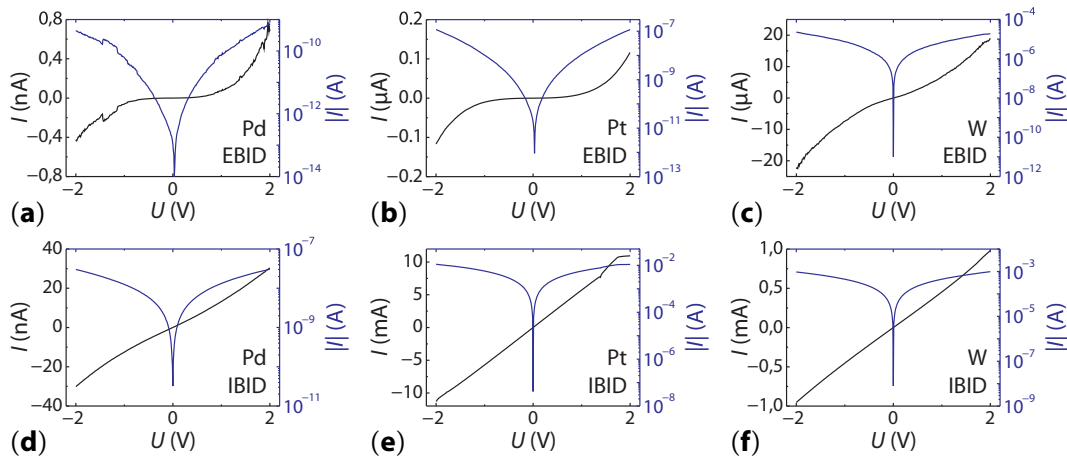 0,8
0,4
0,0
-0,4
0,8
I (nA)
10⁻¹⁰
10⁻¹²
10⁻¹⁴
|I| (A)
Pd
EBID
−2
0
2
U (V)
(a)
0.2
0.1
0.0
-0.1
-0.2
I (µA)
10⁻⁷
10⁻⁹
10⁻¹¹
10⁻¹³
|I| (A)
Pt
EBID
−2
0
2
U (V)
(b)
20
10
0
−10
−20
I (µA)
10⁻⁴
10⁻⁶
10⁻⁸
10⁻¹⁰
10⁻¹²
|I| (A)
W
EBID
−2
0
2
U (V)
(c)
40
20
0
−20
−40
I (nA)
10⁻⁷
10⁻⁹
10⁻¹¹
|I| (A)
Pd
IBID
−2
0
2
U (V)
(d)
10
5
0
−5
−10
I (mA)
10⁻²
10⁻⁴
10⁻⁶
10⁻⁸
|I| (A)
Pt
IBID
−2
0
2
U (V)
(e)
1,0
0,5
0,0
−0,5
−1,0
I (mA)
10⁻³
10⁻⁵
10⁻⁷
10⁻⁹
|I| (A)
W
IBID
−2
0
2
U (V)
(f)